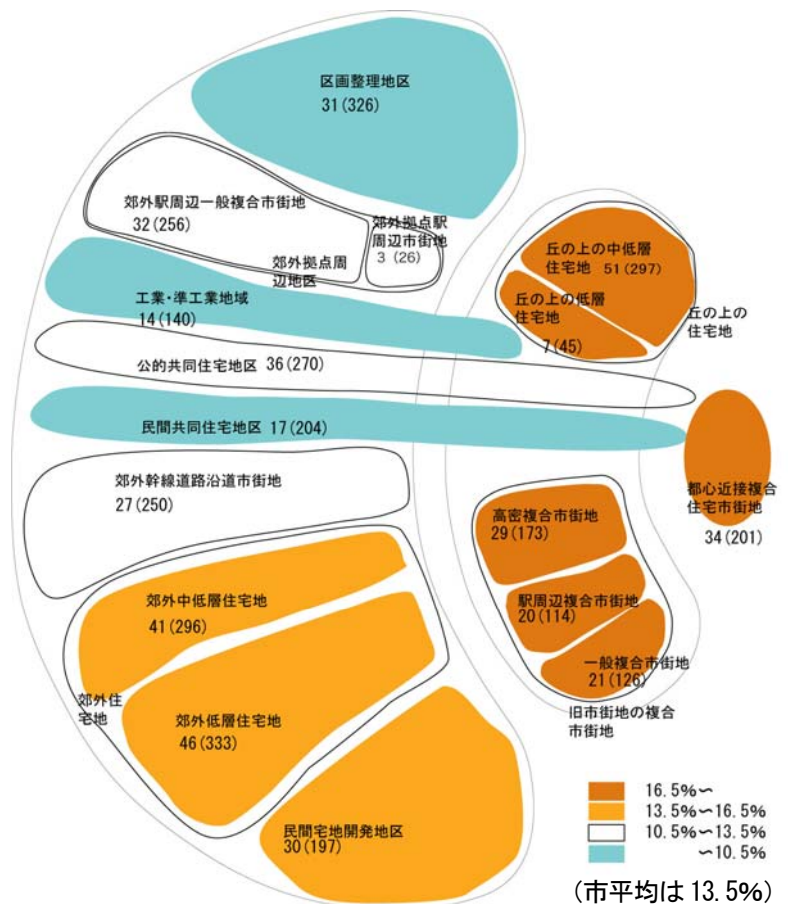 区画整理地区
31(326)
郊外駅周辺一般複合市街地
32(256)
郊外拠点駅
周辺市街地
3(26)
郊外拠点周
辺地区
丘の上の中低層
住宅地 51(297)
丘の上の低層
住宅地
7(45)
丘の上の
住宅地
工業・準工業地域
14(140)
公的共同住宅地区 36(270)
民間共同住宅地区 17(204)
郊外幹線道路沿道市街地
27(250)
都心近接複合
住宅市街地
34(201)
高密複合市街地
29(173)
駅周辺複合市街地
20(114)
一般複合市街地
21(126)
旧市街地の複合
市街地
郊外中低層住宅地
41(296)
郊外住
宅地
郊外低層住宅地
46(333)
民間宅地開発地区
30(197)
16.5%~
13.5%~16.5%
10.5%~13.5%
~10.5%
(市平均は13.5%)